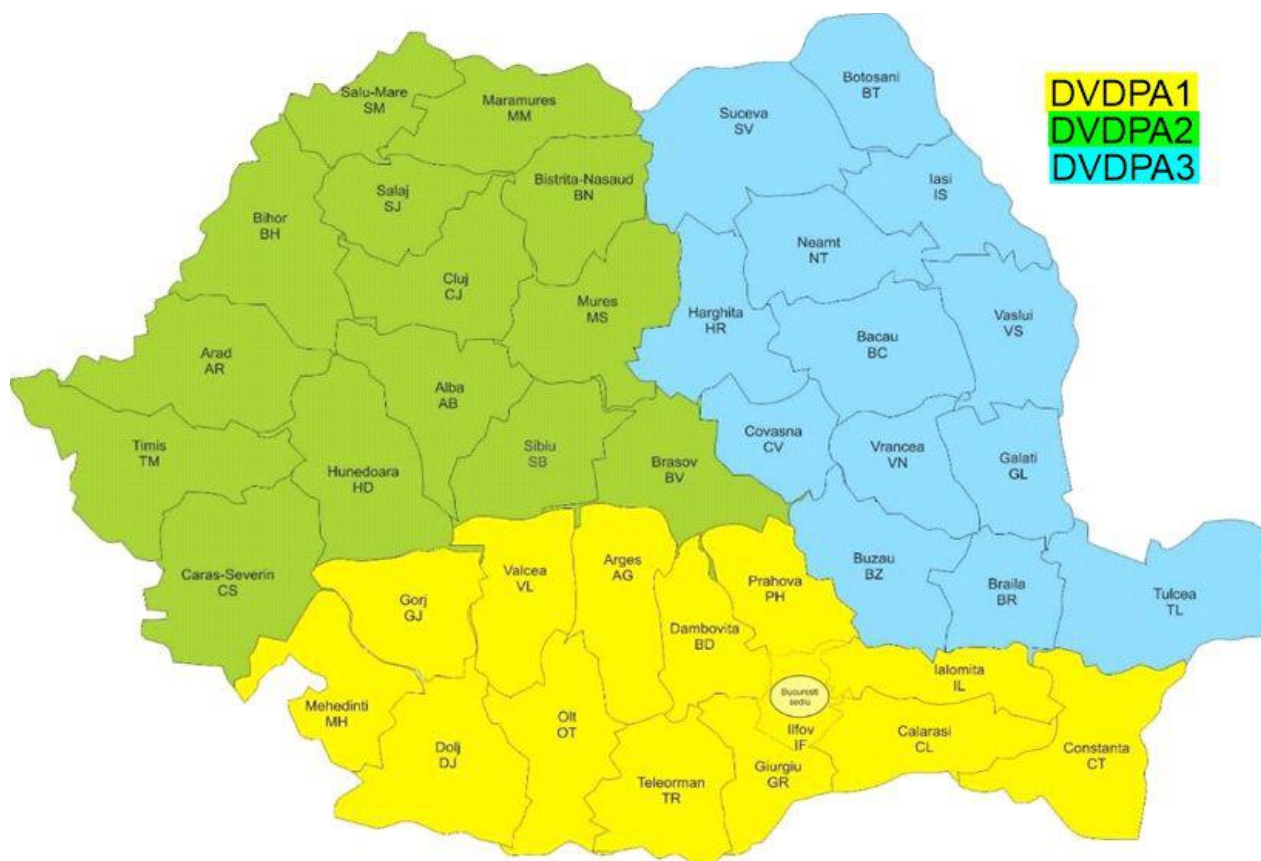 DVDPA1
DVDPA2
DVDPA3
Botosani
BT
Salu-Mare
SM
Maramures
MM
Suceva
SV
Iasi
IS
Bistrita-Nasaud
BN
Salaj
SJ
Bihor
BH
Neamt
NT
Cluj
CJ
Mures
MS
Harghita
HR
Vaslui
VS
Bacau
BC
Arad
AR
Alba
AB
Covasna
CV
Vrancea
VN
Galati
GL
Timis
TM
Sibiu
SB
Hunedoara
HD
Brasov
BV
Buzau
BZ
Braila
BR
Tulcea
TL
Caras-Severin
CS
Valcea
VL
Arges
AG
Prahova
PH
Gorj
GJ
Dambovita
BD
Ialomita
IL
Bucuresti
sediu
Mehedinti
MH
Olt
OT
Ilfov
IF
Calarasi
CL
Dolj
DJ
Constanta
CT
Teleorman
TR
Giurgiu
GR